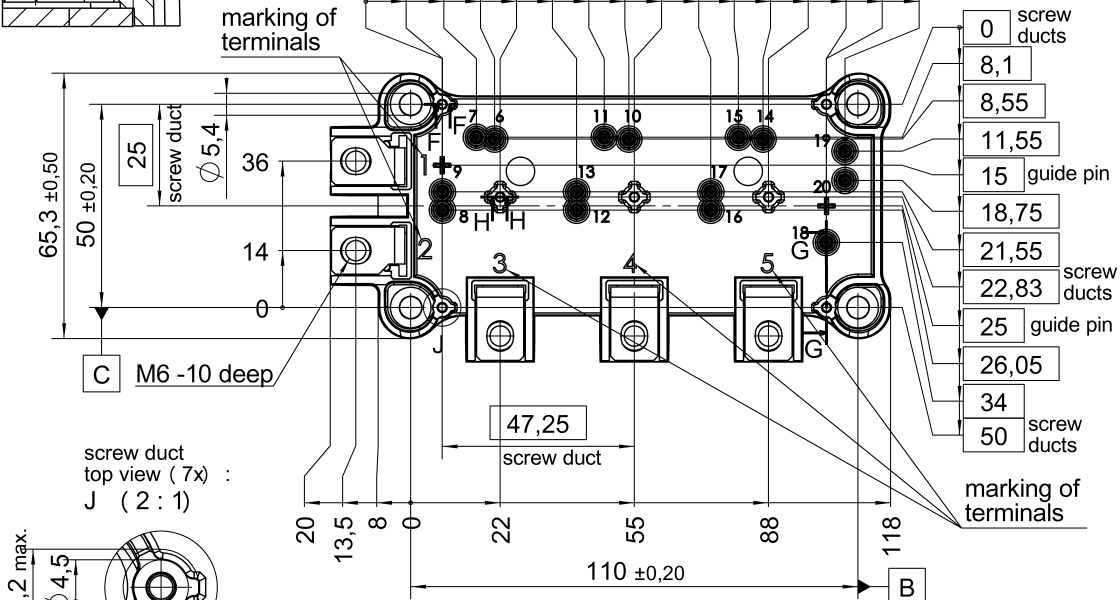 marking of
terminals
0
screw
ducts
8,1
8,55
11,55
15
guide pin
18,75
21,55
22,83
screw
ducts
25
guide pin
26,05
34
50
screw
ducts
65,3 ±0,50
50 ±0,20
25
screw duct
∅ 5,4
36
14
0
F
F
7
6
11
10
15
14
19
1
9
8
H
H
13
12
17
16
20
18
G
2
3
4
5
J
G
C
M6 -10 deep
47,25
screw duct
screw duct
top view ( 7x) :
J ( 2 : 1)
20
13,5
8
0
22
55
88
118
marking of
terminals
110 ±0,20
B
,2 max.
∅ 4,5